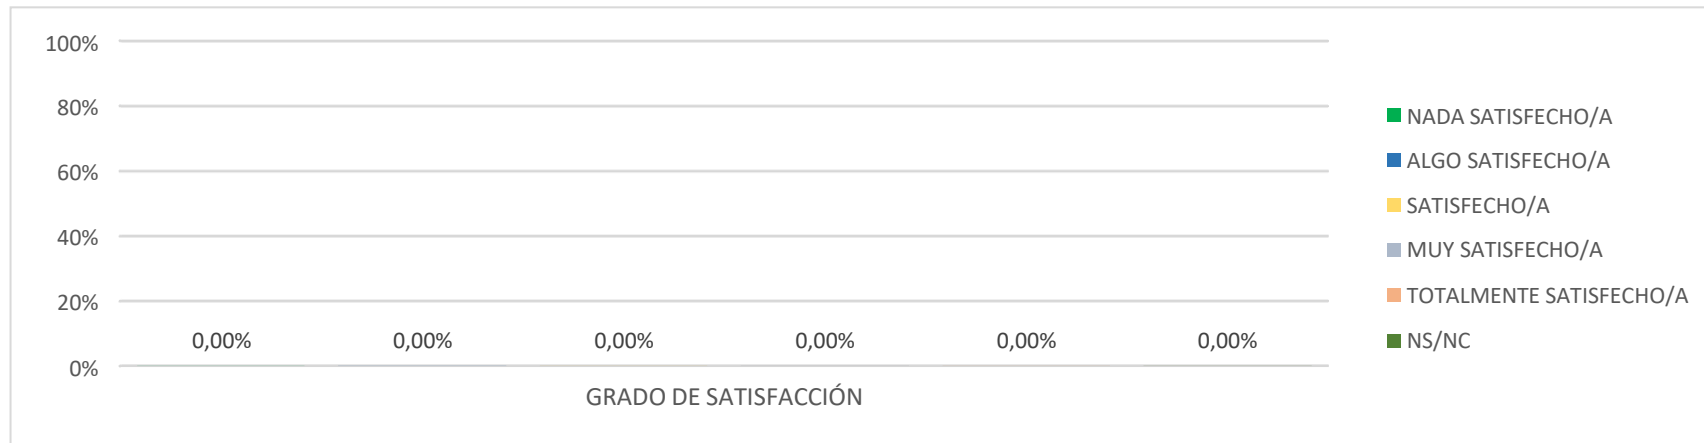 100%
80%
60%
40%
20%
0%
0,00% 0,00% 0,00% 0,00% 0,00% 0,00%
GRADO DE SATISFACCIÓN
NADA SATISFECHO/A
ALGO SATISFECHO/A
SATISFECHO/A
MUY SATISFECHO/A
TOTALMENTE SATISFECHO/A
NS/NC